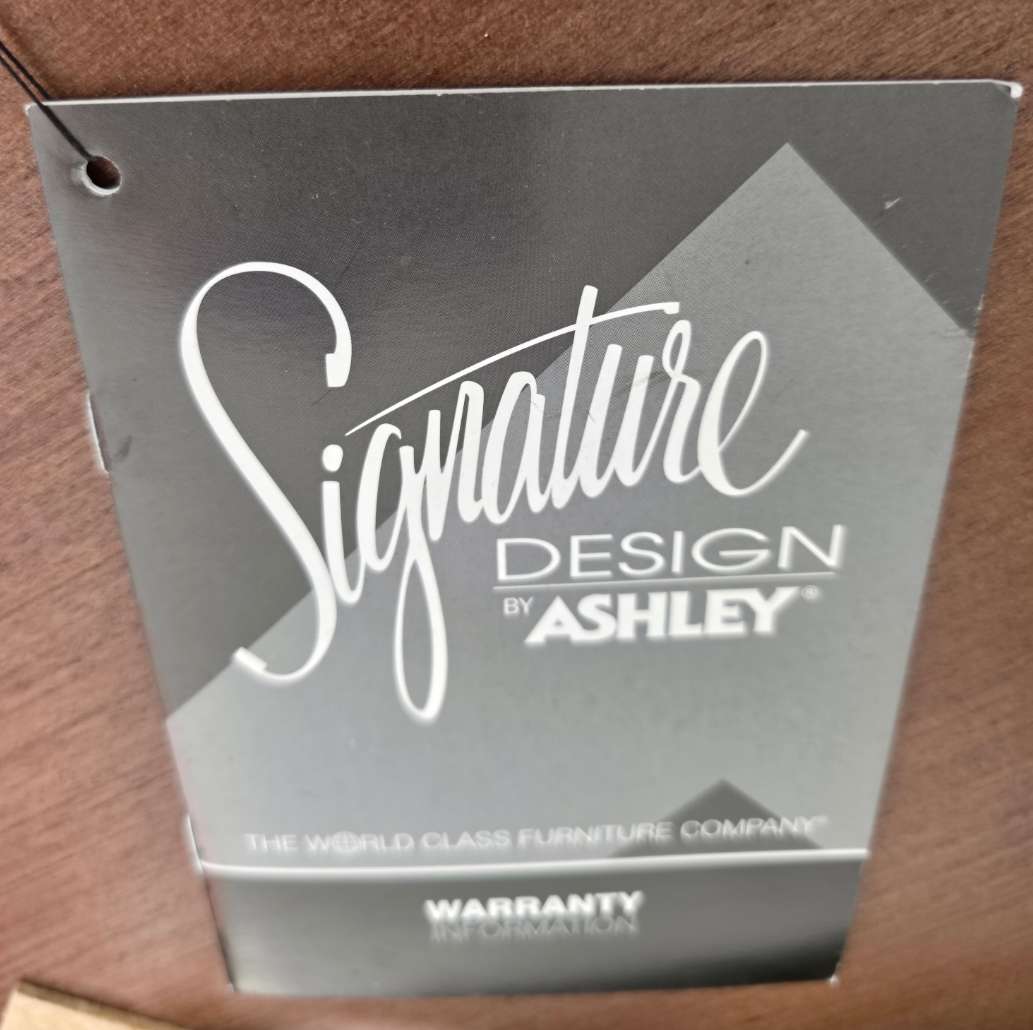 Signature
DESIGN
BY ASHLEY®
THE WORLD CLASS FURNITURE COMPANY®
WARRANTY
INFORMATION